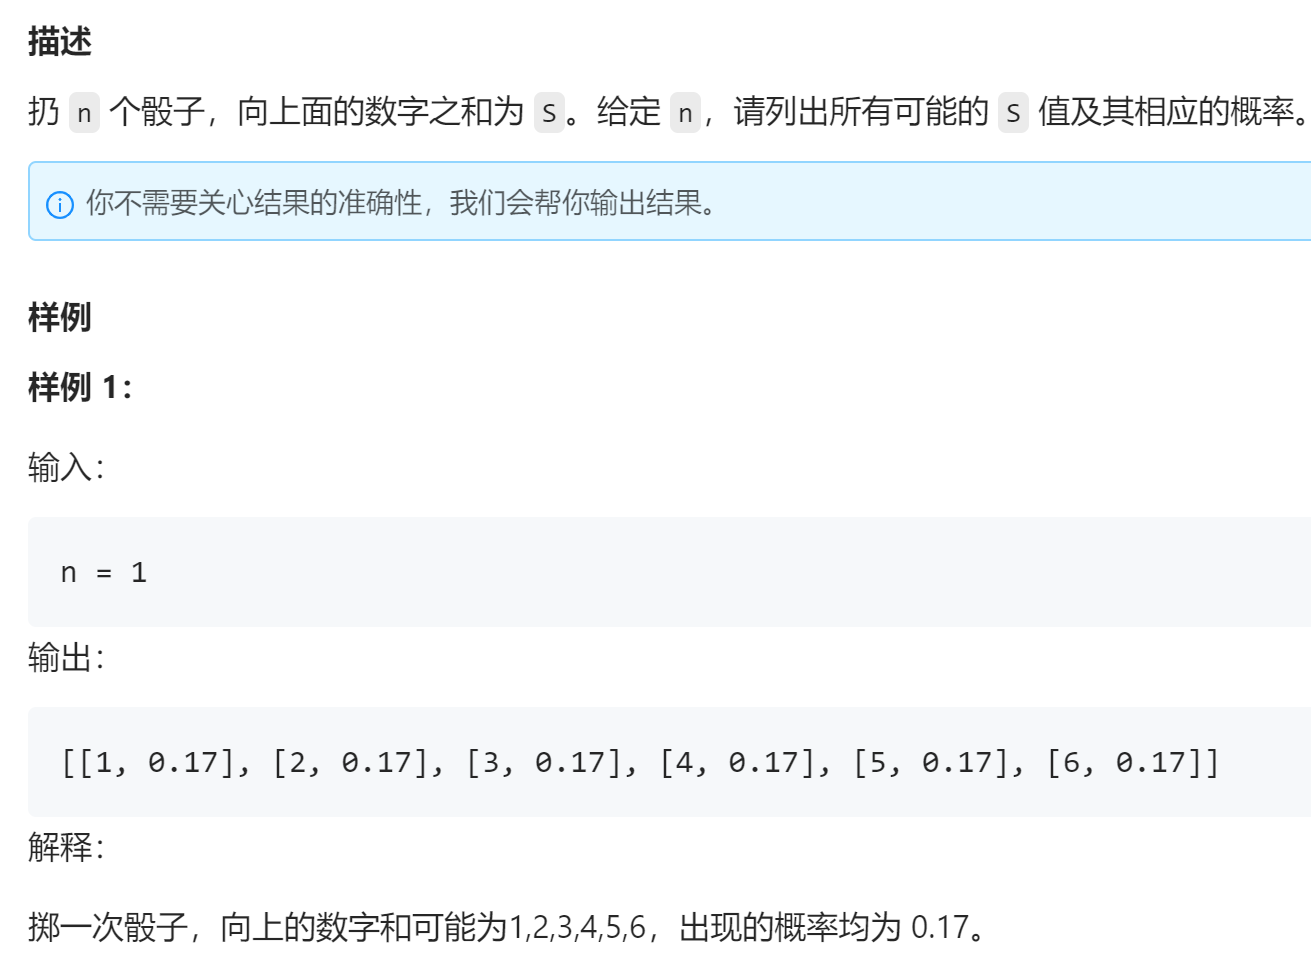 描述
扔 n 个骰子，向上面的数字之和为 S。给定 n，请列出所有可能的 S 值及其相应的概率。
你不需要关心结果的准确性，我们会帮你输出结果。
样例
样例 1：
输入：
n = 1
输出：
[[1, 0.17], [2, 0.17], [3, 0.17], [4, 0.17], [5, 0.17], [6, 0.17]]
解释：
掷一次骰子，向上的数字和可能为1,2,3,4,5,6，出现的概率均为 0.17。